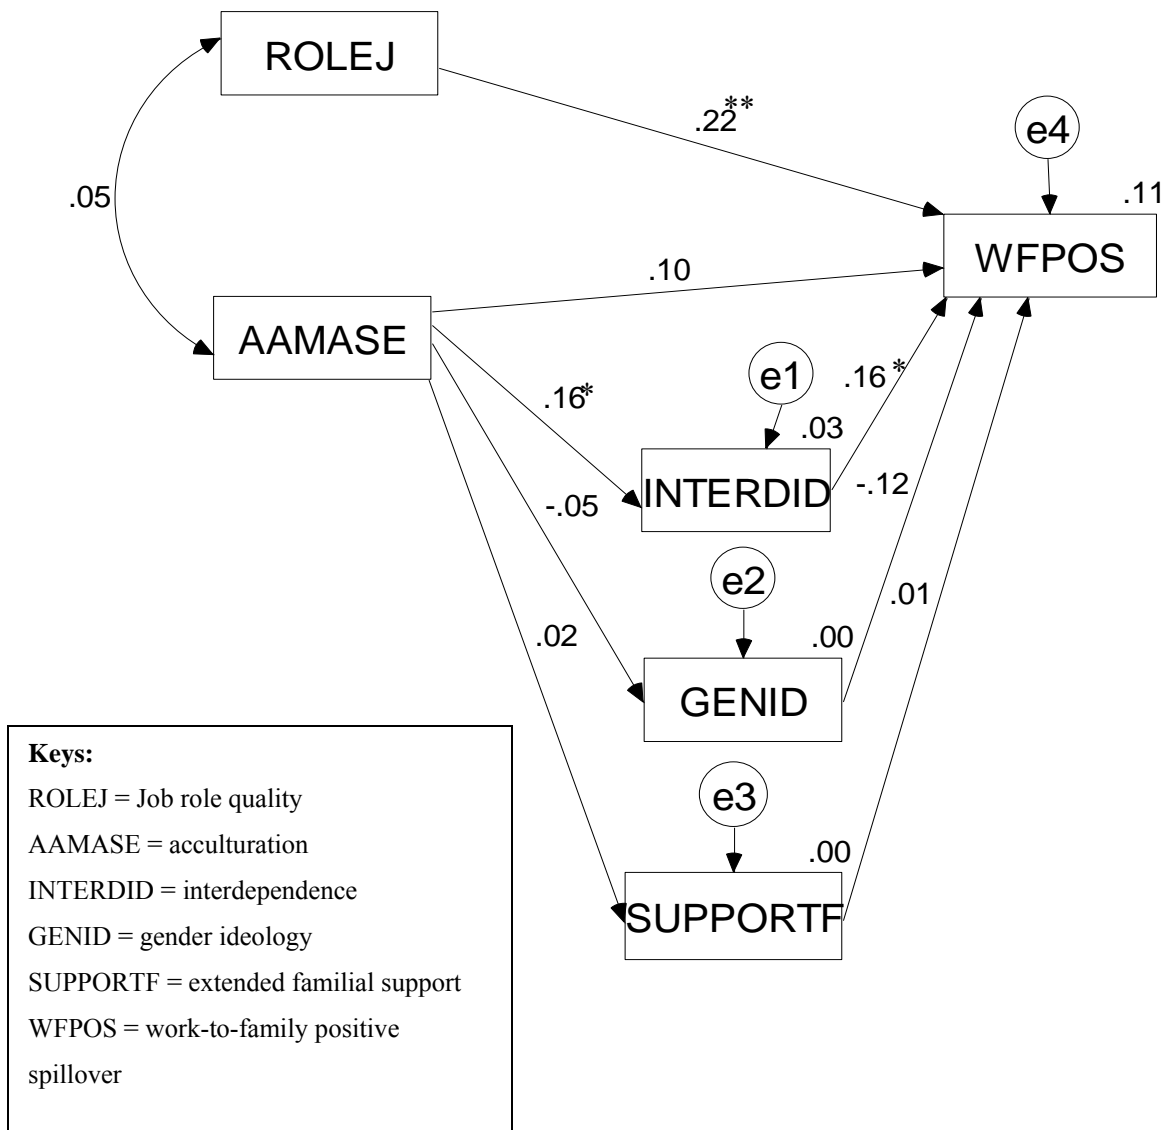 ROLEJ
.22**
e4
.05
.11
WFPOS
.10
AAMASE
e1
.16*
.16*
.03
INTERDID
-.12
-.05
e2
.01
.02
.00
GENID
e3
.00
SUPPORTF
Keys:
ROLEJ = Job role quality
AAMASE = acculturation
INTERDID = interdependence
GENID = gender ideology
SUPPORTF = extended familial support
WFPOS = work-to-family positive
spillover